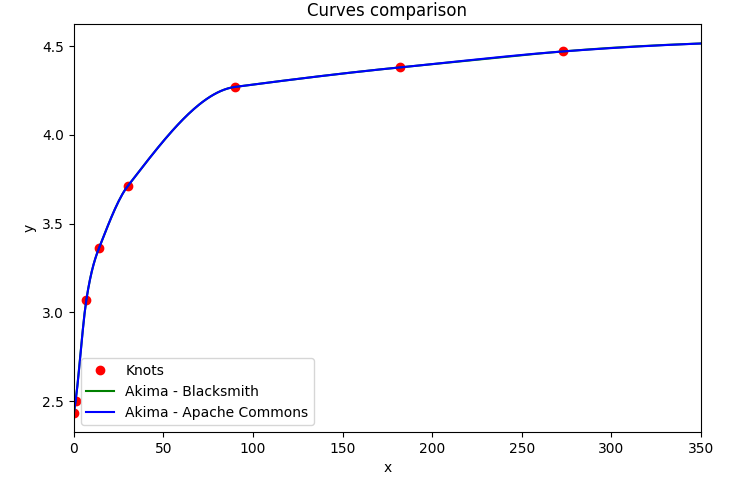 Curves comparison
4.5
4.0
3.5
3.0
2.5
y
Knots
Akima - Blacksmith
Akima - Apache Commons
0 50 100 150 200 250 300 350
x